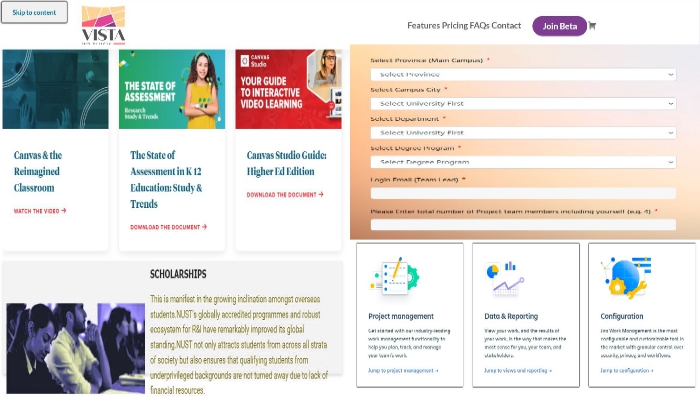 Skip to content
VISTA
Features Pricing FAQs Contact
Join Beta
THE STATE OF
ASSESSMENT
Research
Study & Trends
CANVAS
Studio
YOUR GUIDE
TO INTERACTIVE
VIDEO LEARNING
Canvas & the
Reimagined
Classroom
WATCH THE VIDEO →
The State of
Assessment in K 12
Education: Study &
Trends
DOWNLOAD THE DOCUMENT →
Canvas Studio Guide:
Higher Ed Edition
DOWNLOAD THE DOCUMENT →
Select Province (Main Campus) *
Select Province
Select Campus City *
Select University First
Select Department *
Select University First
Select Degree Program *
Select Degree Program
Login Email (Team Lead) *
Please Enter total number of Project team members including yourself (e.g. 4) *
SCHOLARSHIPS
This is manifest in the growing inclination amongst overseas
students.NUST's globally accredited programmes and robust
ecosystem for R&I have remarkably improved its global
standing.NUST not only attracts students from across all strata
of society but also ensures that qualifying students from
underprivileged backgrounds are not turned away due to lack of
financial resources.
Project management
Get started with our industry-leading
work management functionality to
help you plan, track, and manage
your team's work.
Jump to project management →
Data & Reporting
View your work, and the results of
your work, in the way that makes the
most sense for you, your team, and
stakeholders.
Jump to views and reporting →
Configuration
Jira Work Management is the most
configurable and customizable tool in
the market with granular control over
security, privacy, and workflows.
Jump to configuration →